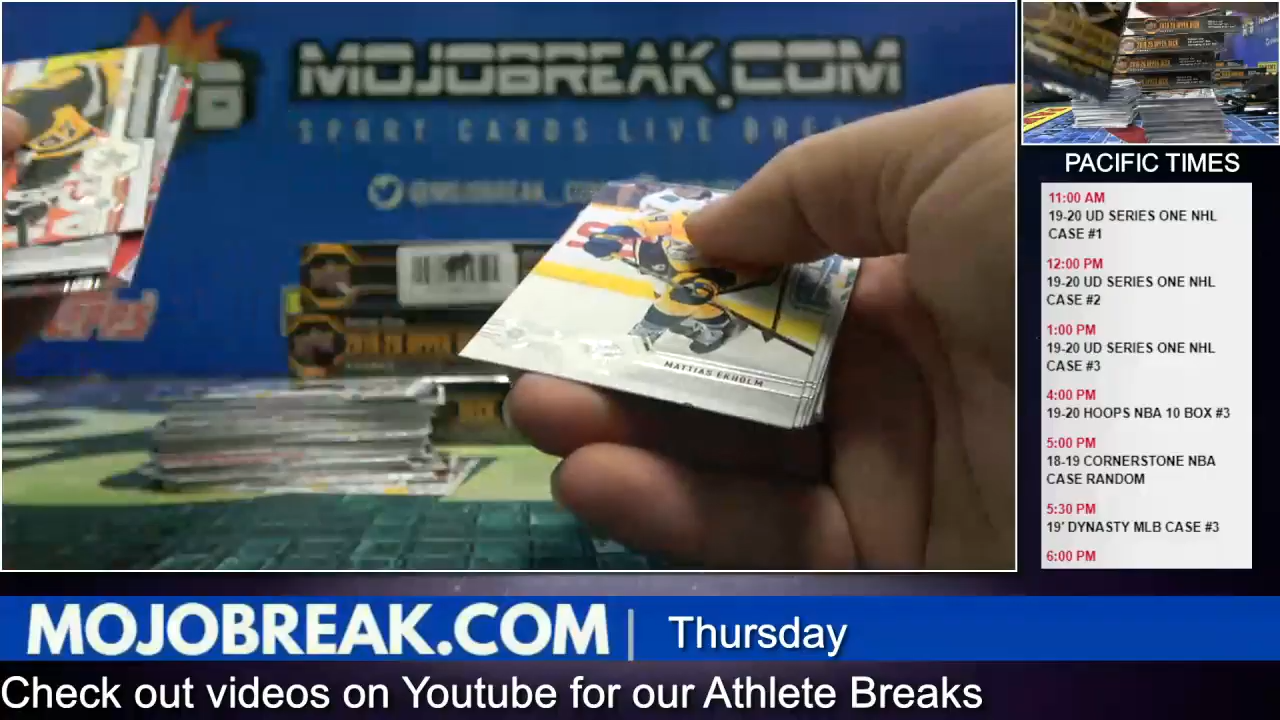 MOJOBREAK.COM
SPORT CARDS LIVE BREA
@MOJOBREAK_CO
topps
MATTIAS EKHOLM
PACIFIC TIMES
11:00 AM
19-20 UD SERIES ONE NHL
CASE #1
12:00 PM
19-20 UD SERIES ONE NHL
CASE #2
1:00 PM
19-20 UD SERIES ONE NHL
CASE #3
4:00 PM
19-20 HOOPS NBA 10 BOX #3
5:00 PM
18-19 CORNERSTONE NBA
CASE RANDOM
5:30 PM
19' DYNASTY MLB CASE #3
6:00 PM
MOJOBREAK.COM | Thursday
Check out videos on Youtube for our Athlete Breaks